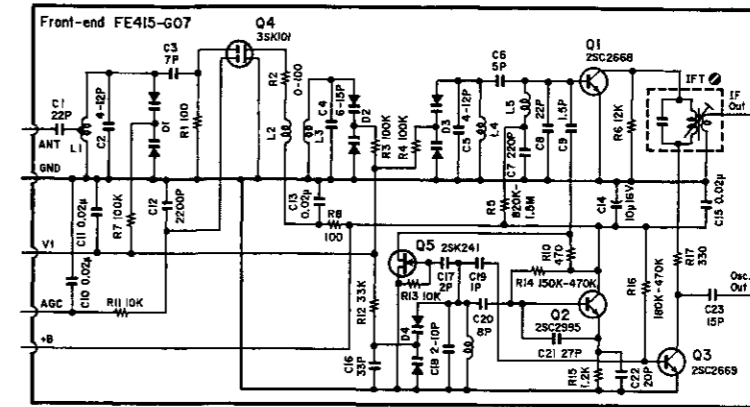 Front-end FE415-G07
Q4
3SK101
C3
7P
C1
22P
ANT
L1
C2
4-12P
D1
R1 100
R2
0-100
L2
L3
C4
6-15P
D2
R3 100K
R4 100K
D3
C5
4-12P
L4
C6
5P
L5
C7 220P
C8
22P
C9
1.5P
Q1
2SC2668
R6 12K
IFT
IF
Out
GND
C11 0.02μ
R7 100K
C12
2200P
C13
0.02μ
R8
100
R5
820K-
1.8M
C14
10μ16V
C15 0.02μ
V1
C10 0.02μ
AGC
R11 10K
+B
Q5
2SK241
C17
2P
C19
1P
R13 10K
R12 33K
R10
470
R14 150K-470K
R16
180K-470K
R17
330
Osc.
Out
C23
15P
D4
C16
33P
C18 2-10P
C20
8P
Q2
2SC2995
C21 27P
R15
1.2K
C22
20P
Q3
2SC2669